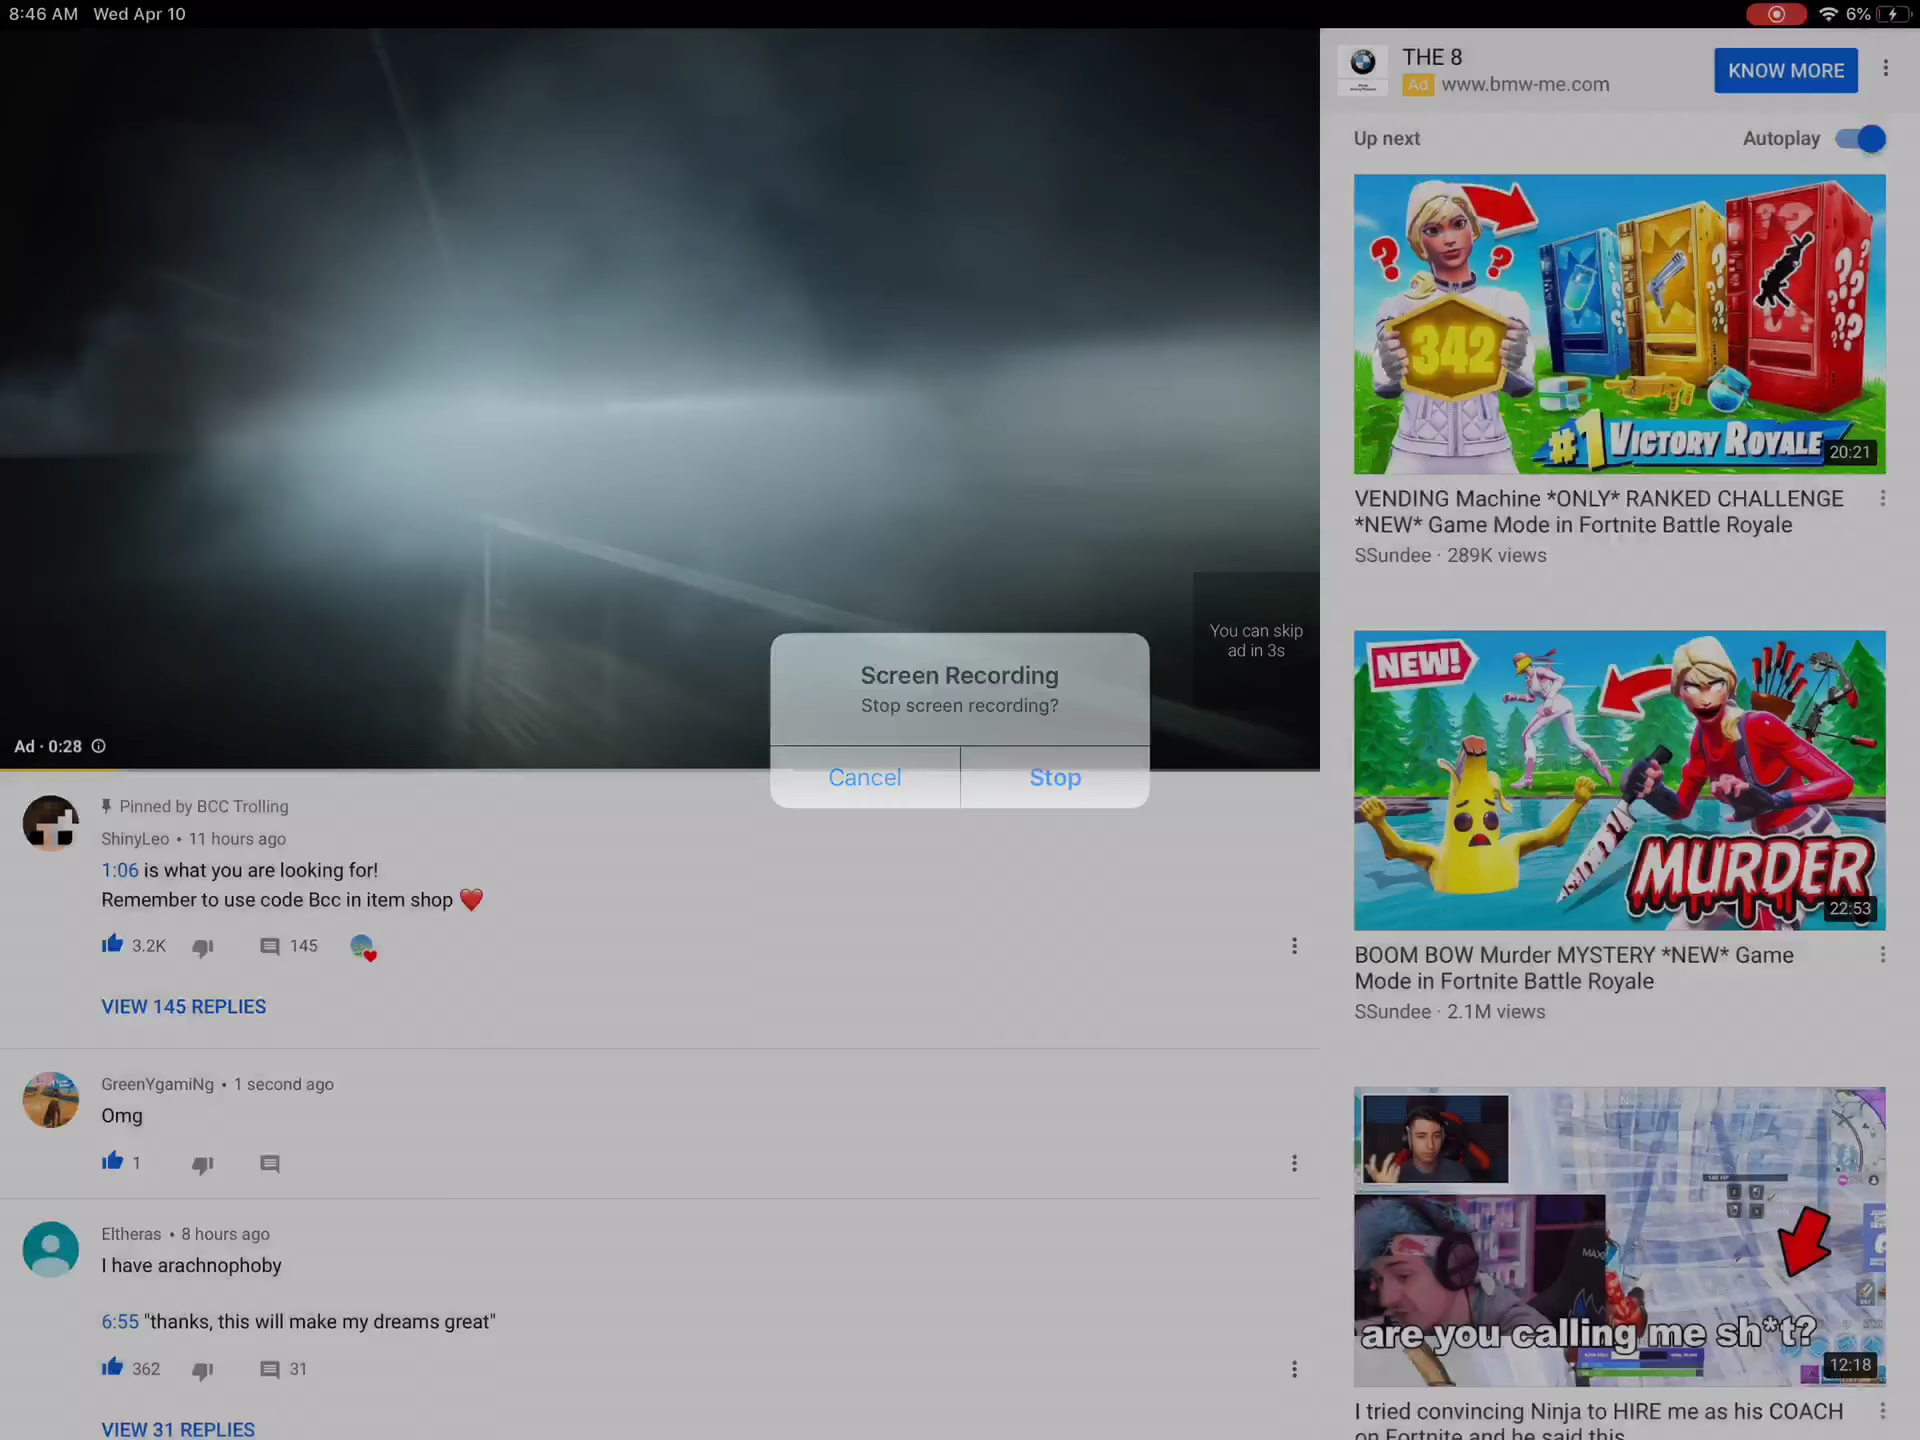 8:46 AM Wed Apr 10
6%
THE 8
Ad www.bmw-me.com
KNOW MORE
Up next
Autoplay
? ?
342
#1 VICTORY ROYALE
20:21
VENDING Machine *ONLY* RANKED CHALLENGE
*NEW* Game Mode in Fortnite Battle Royale
SSundee · 289K views
You can skip
ad in 3s
Screen Recording
Stop screen recording?
Cancel
Stop
Ad · 0:28
NEW!
MURDER
22:53
BOOM BOW Murder MYSTERY *NEW* Game
Mode in Fortnite Battle Royale
SSundee · 2.1M views
Pinned by BCC Trolling
ShinyLeo • 11 hours ago
1:06 is what you are looking for!
Remember to use code Bcc in item shop ❤️
3.2K
145
VIEW 145 REPLIES
GreenYgamiNg • 1 second ago
Omg
1
Eltheras • 8 hours ago
I have arachnophoby
6:55 "thanks, this will make my dreams great"
362
31
VIEW 31 REPLIES
are you calling me sh*t?
12:18
I tried convincing Ninja to HIRE me as his COACH
on Fortnite and he said this